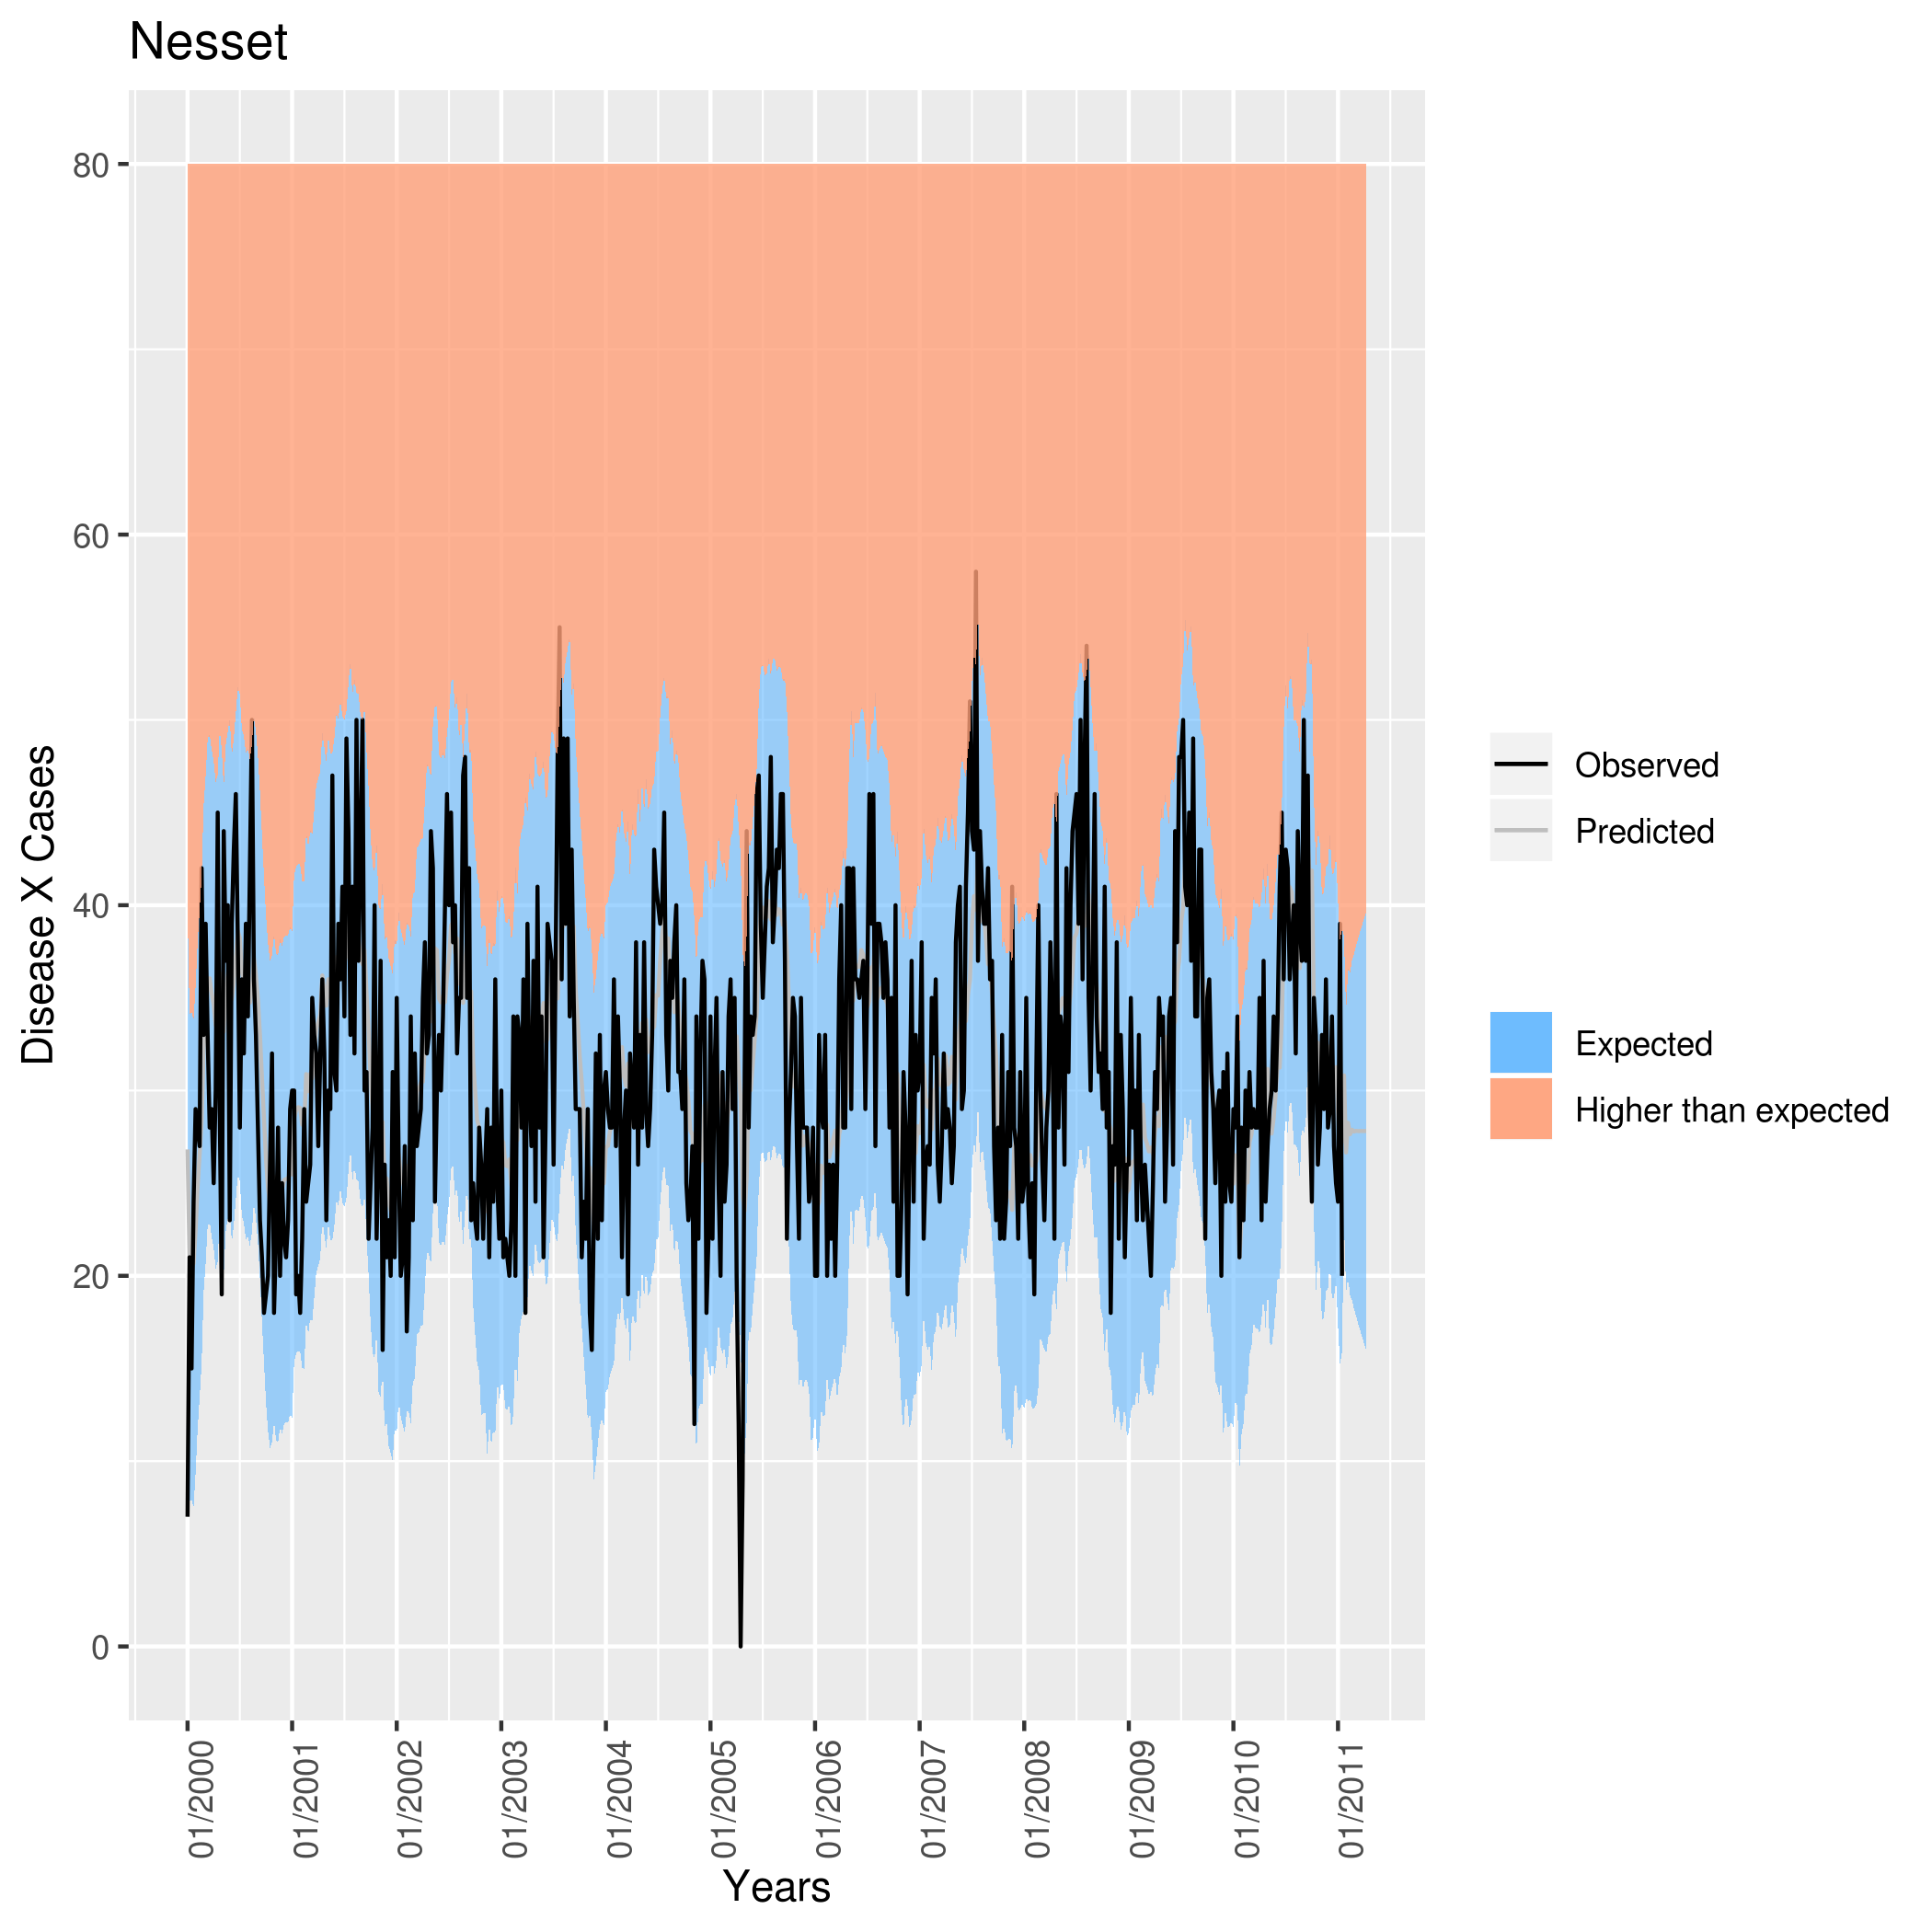 Nesset
Disease X Cases
80
60
40
20
0
01/2000
01/2001
01/2002
01/2003
01/2004
01/2005
01/2006
01/2007
01/2008
01/2009
01/2010
01/2011
Years
Observed
Predicted
Expected
Higher than expected